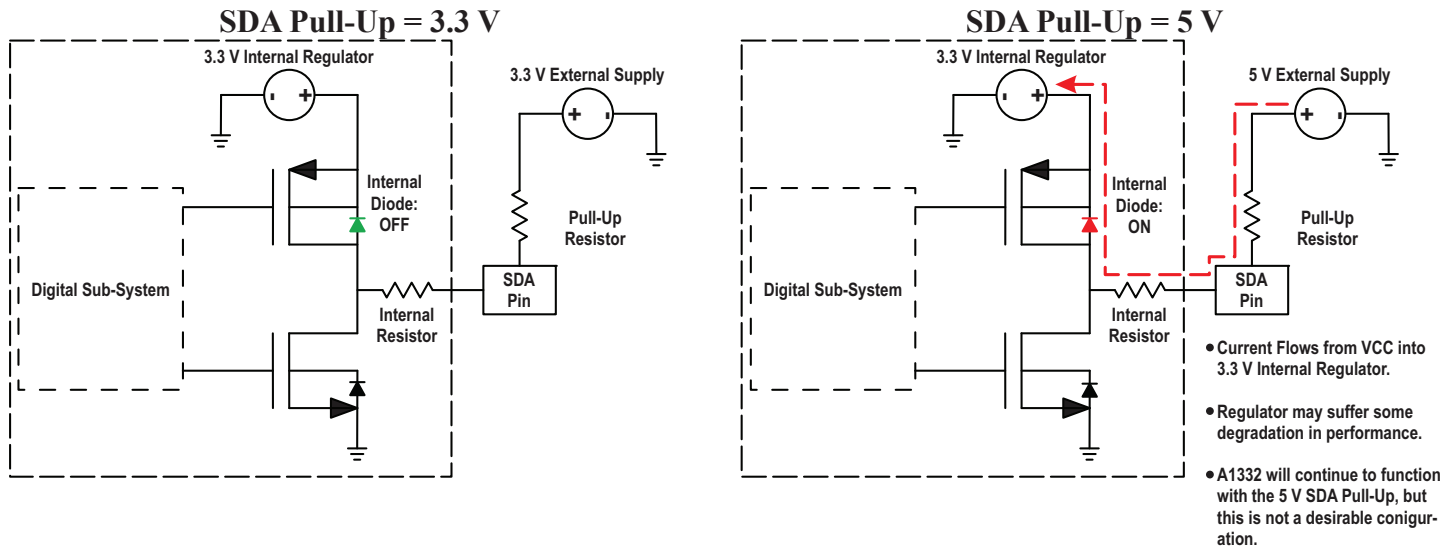 SDA Pull-Up = 3.3 V
3.3 V Internal Regulator
3.3 V External Supply
- +
+ -
Internal
Diode:
OFF
Pull-Up
Resistor
Digital Sub-System
SDA
Pin
Internal
Resistor
SDA Pull-Up = 5 V
3.3 V Internal Regulator
5 V External Supply
- +
+ -
Internal
Diode:
ON
Pull-Up
Resistor
Digital Sub-System
SDA
Pin
Internal
Resistor
• Current Flows from VCC into
3.3 V Internal Regulator.
• Regulator may suffer some
degradation in performance.
• A1332 will continue to function
with the 5 V SDA Pull-Up, but
this is not a desirable conigur-
ation.